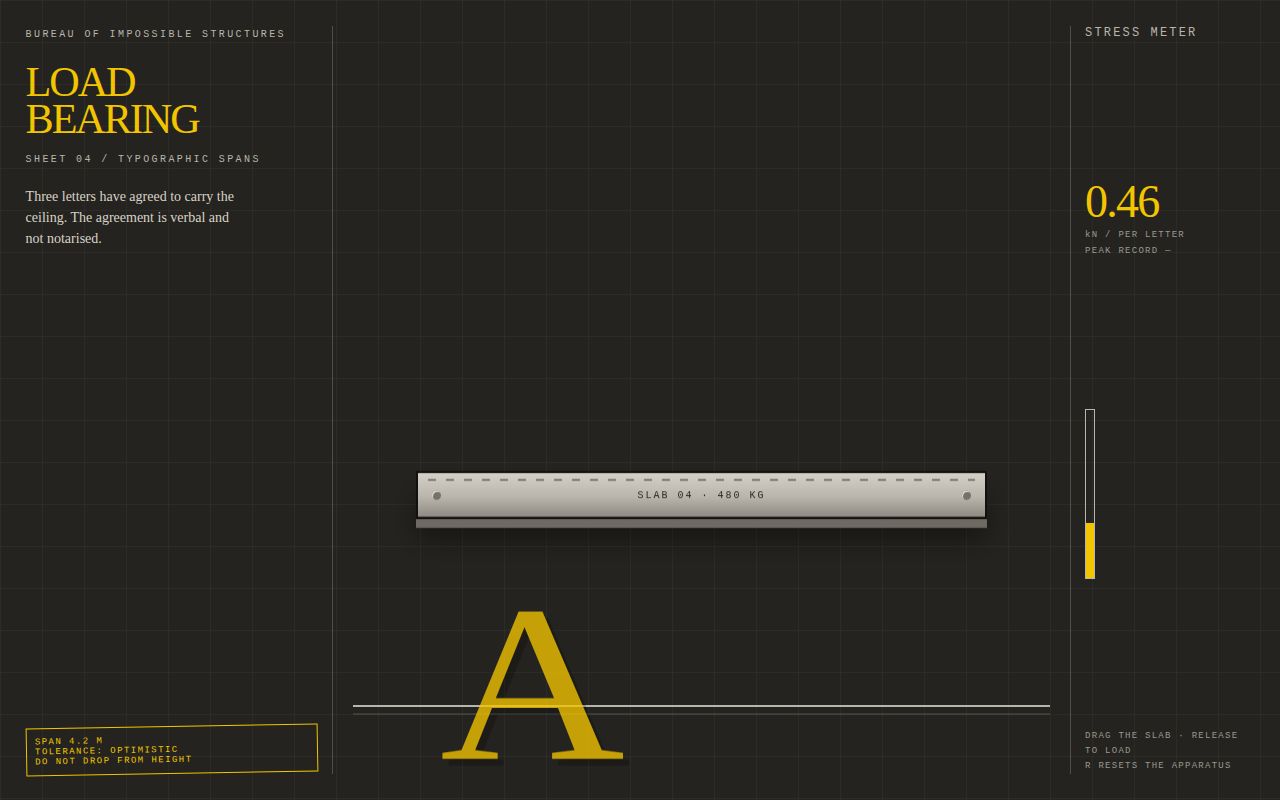 BUREAU OF IMPOSSIBLE STRUCTURES
LOAD
BEARING
SHEET 04 / TYPOGRAPHIC SPANS
Three letters have agreed to carry the
ceiling. The agreement is verbal and
not notarised.
SPAN 4.2 M
TOLERANCE: OPTIMISTIC
DO NOT DROP FROM HEIGHT
SLAB 04 · 480 KG
A
STRESS METER
0.46
kN / PER LETTER
PEAK RECORD —
DRAG THE SLAB · RELEASE
TO LOAD
R RESETS THE APPARATUS